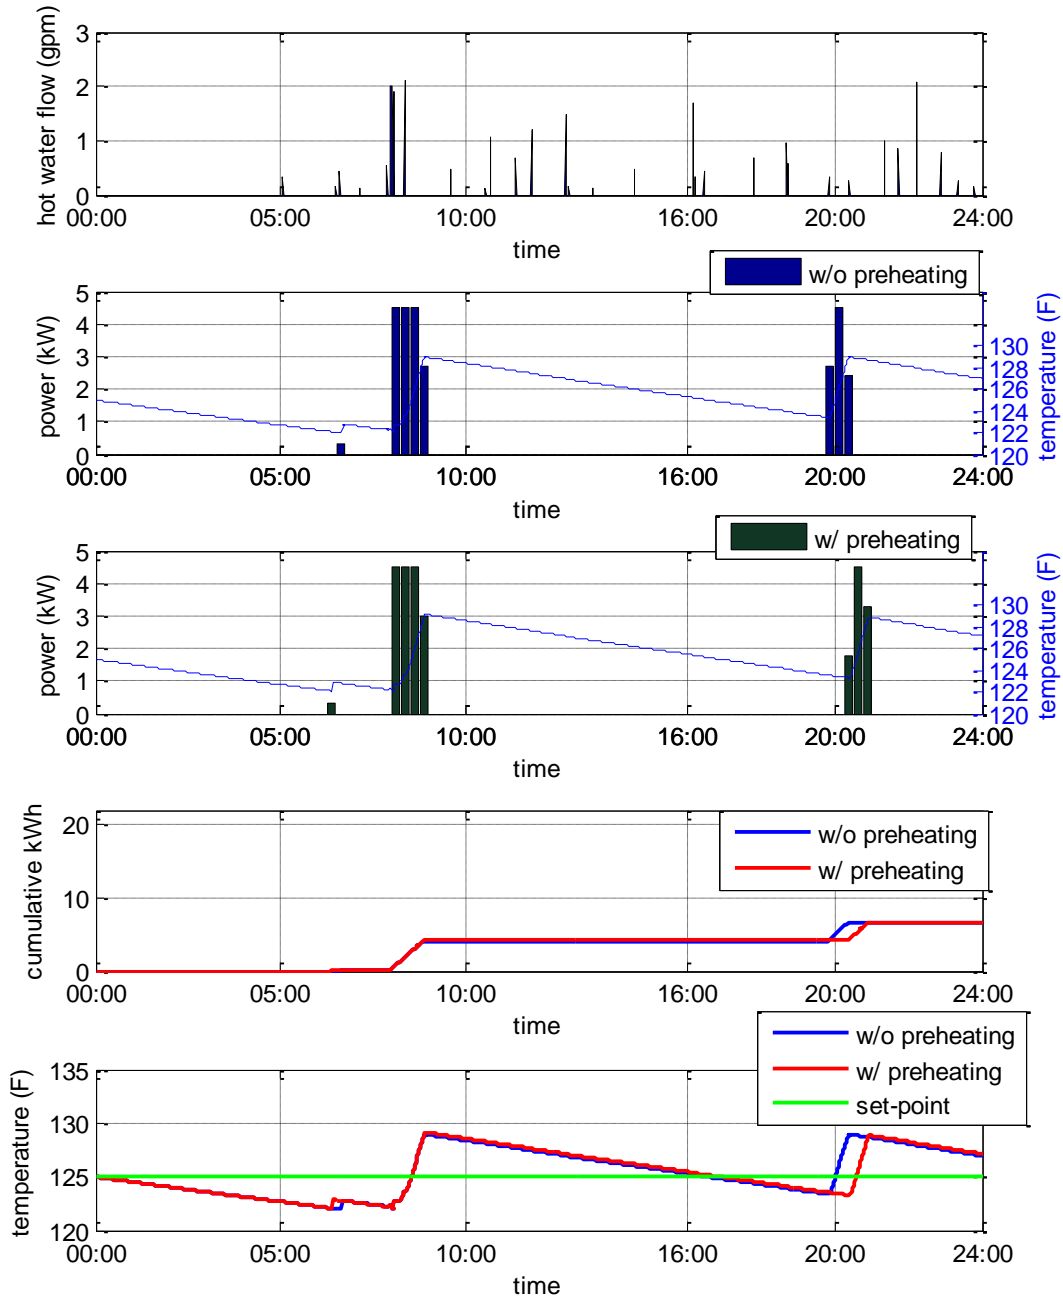 hot water flow (gpm)
3
2
1
0
00:00 05:00 10:00 16:00 20:00 24:00
time
w/o preheating
power (kW)
5
4
3
2
1
0
130
128
126
124
122
120
temperature (F)
00:00 05:00 10:00 16:00 20:00 24:00
time
w/ preheating
power (kW)
5
4
3
2
1
0
130
128
126
124
122
120
temperature (F)
00:00 05:00 10:00 16:00 20:00 24:00
time
cumulative kWh
20
10
0
w/o preheating
w/ preheating
00:00 05:00 10:00 16:00 20:00 24:00
time
w/o preheating
w/ preheating
set-point
temperature (F)
135
130
125
120
00:00 05:00 10:00 16:00 20:00 24:00
time